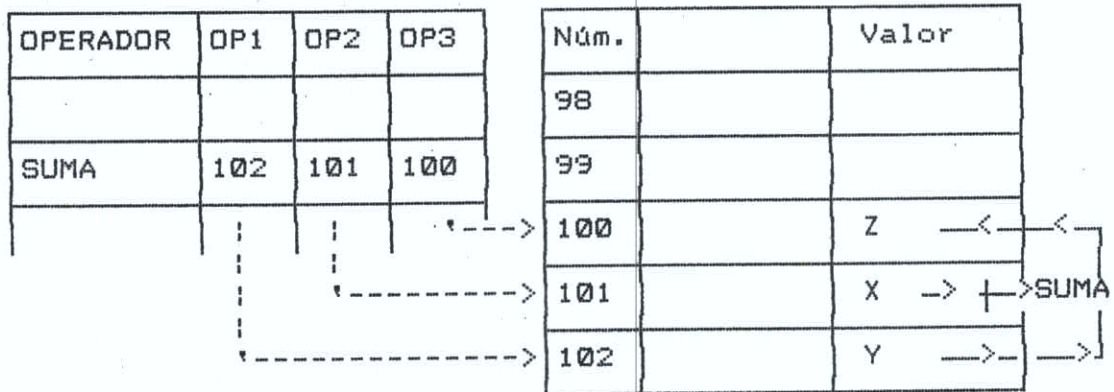 OPERADOR OP1 OP2 OP3
SUMA 102 101 100
Núm. Valor
98
99
100 Z
101 X SUMA
102 Y